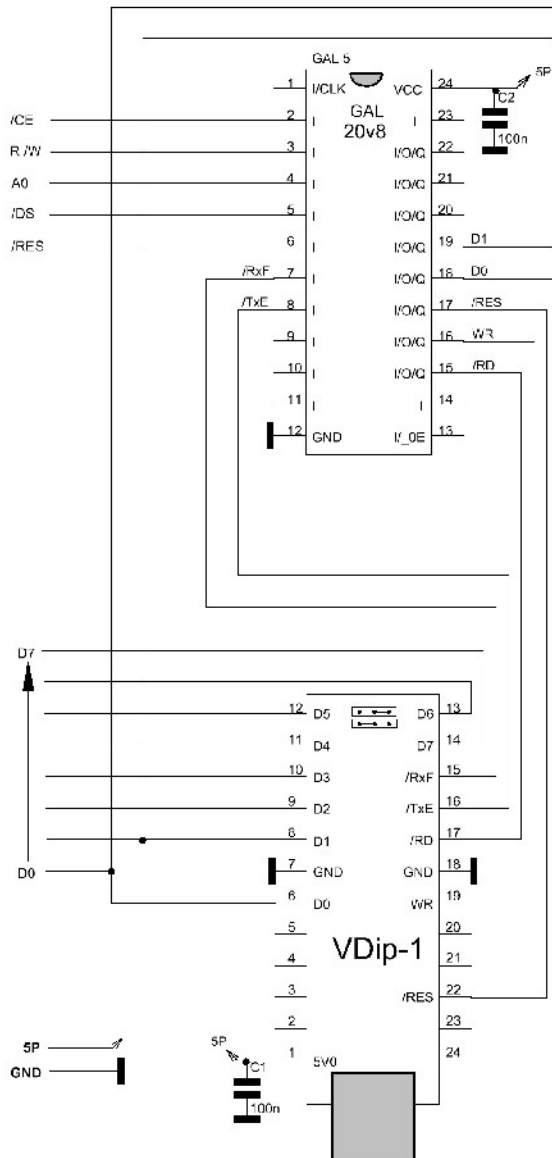 GAL 5
5P
1 I/CLK VCC 24
C2
GAL
20v8
100n
/CE 2 I I 23
R /W 3 I I/O/Q 22
A0 4 I I/O/Q 21
/DS 5 I I/O/Q 20
/RES 6 I I/O/Q 19 D1
/RxF 7 I I/O/Q 18 D0
/TxE 8 I I/O/Q 17 /RES
9 I I/O/Q 16 WR
10 I I/O/Q 15 /RD
11 I I 14
12 GND I/_0E 13
D7
12 D5 D6 13
11 D4 D7 14
10 D3 /RxF 15
9 D2 /TxE 16
8 D1 /RD 17
D0 7 GND GND 18
6 D0 WR 19
5 20
VDip-1
4 21
3 /RES 22
2 23
5P 5P 1 5V0 24
GND C1
100n